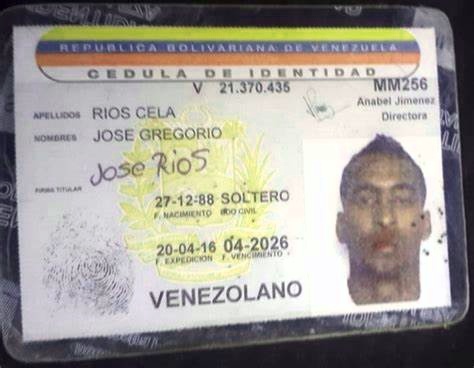 REPUBLICA BOLIVARIANA DE VENEZUELA
CEDULA DE IDENTIDAD
V 21.370.435
MM256
Anabel Jimenez
Directora
APELLIDOS RIOS CELA
NOMBRES JOSE GREGORIO
Jose RioS
FIRMA TITULAR
27-12-88 SOLTERO
F. NACIMIENTO EDO CIVIL
20-04-16 04-2026
F. EXPEDICION F. VENCIMIENTO
VENEZOLANO